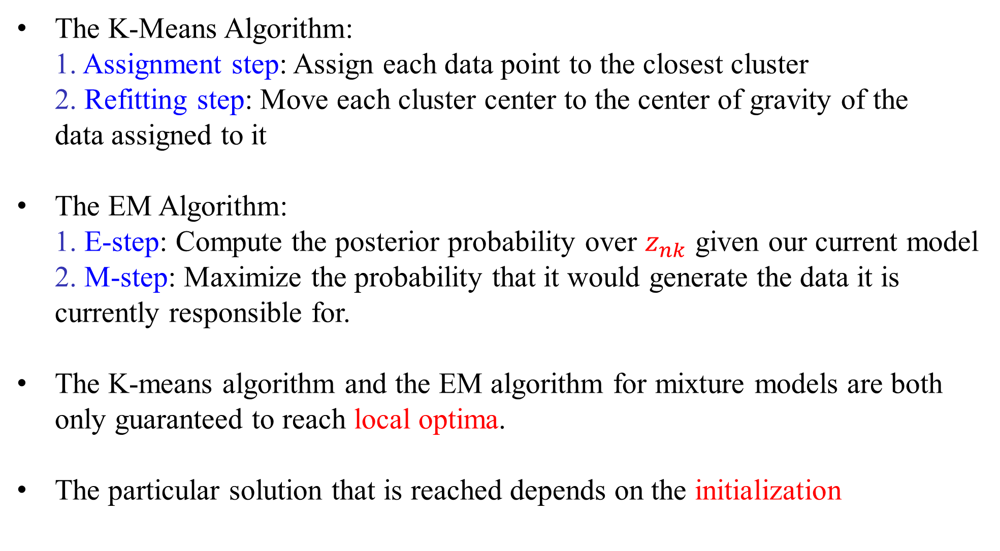 • The K-Means Algorithm:
1. Assignment step: Assign each data point to the closest cluster
2. Refitting step: Move each cluster center to the center of gravity of the
data assigned to it
• The EM Algorithm:
1. E-step: Compute the posterior probability over z_{nk} given our current model
2. M-step: Maximize the probability that it would generate the data it is
currently responsible for.
• The K-means algorithm and the EM algorithm for mixture models are both
only guaranteed to reach local optima.
• The particular solution that is reached depends on the initialization